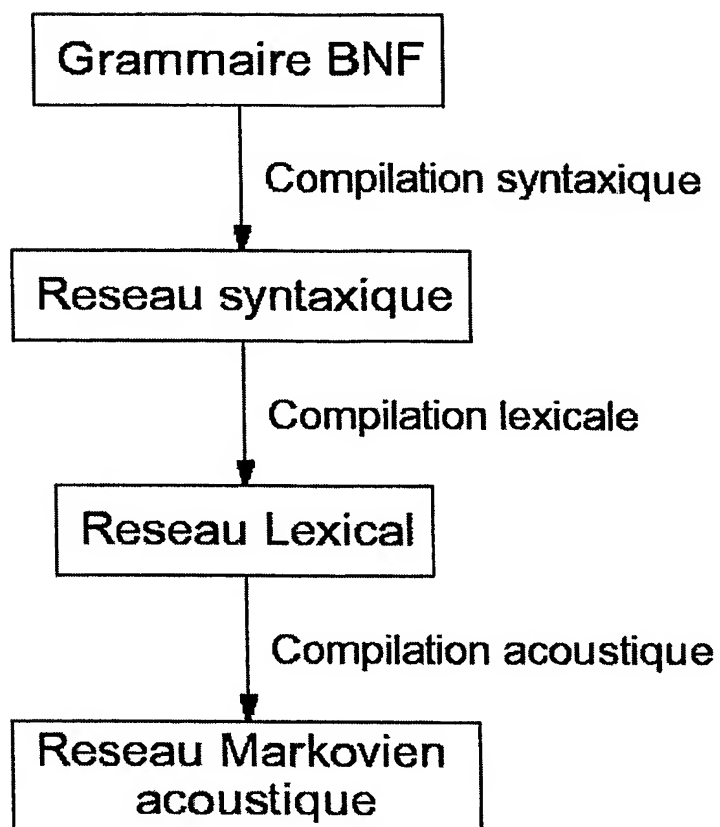 Grammaire BNF
Compilation syntaxique
Reseau syntaxique
Compilation lexicale
Reseau Lexical
Compilation acoustique
Reseau Markovien
acoustique